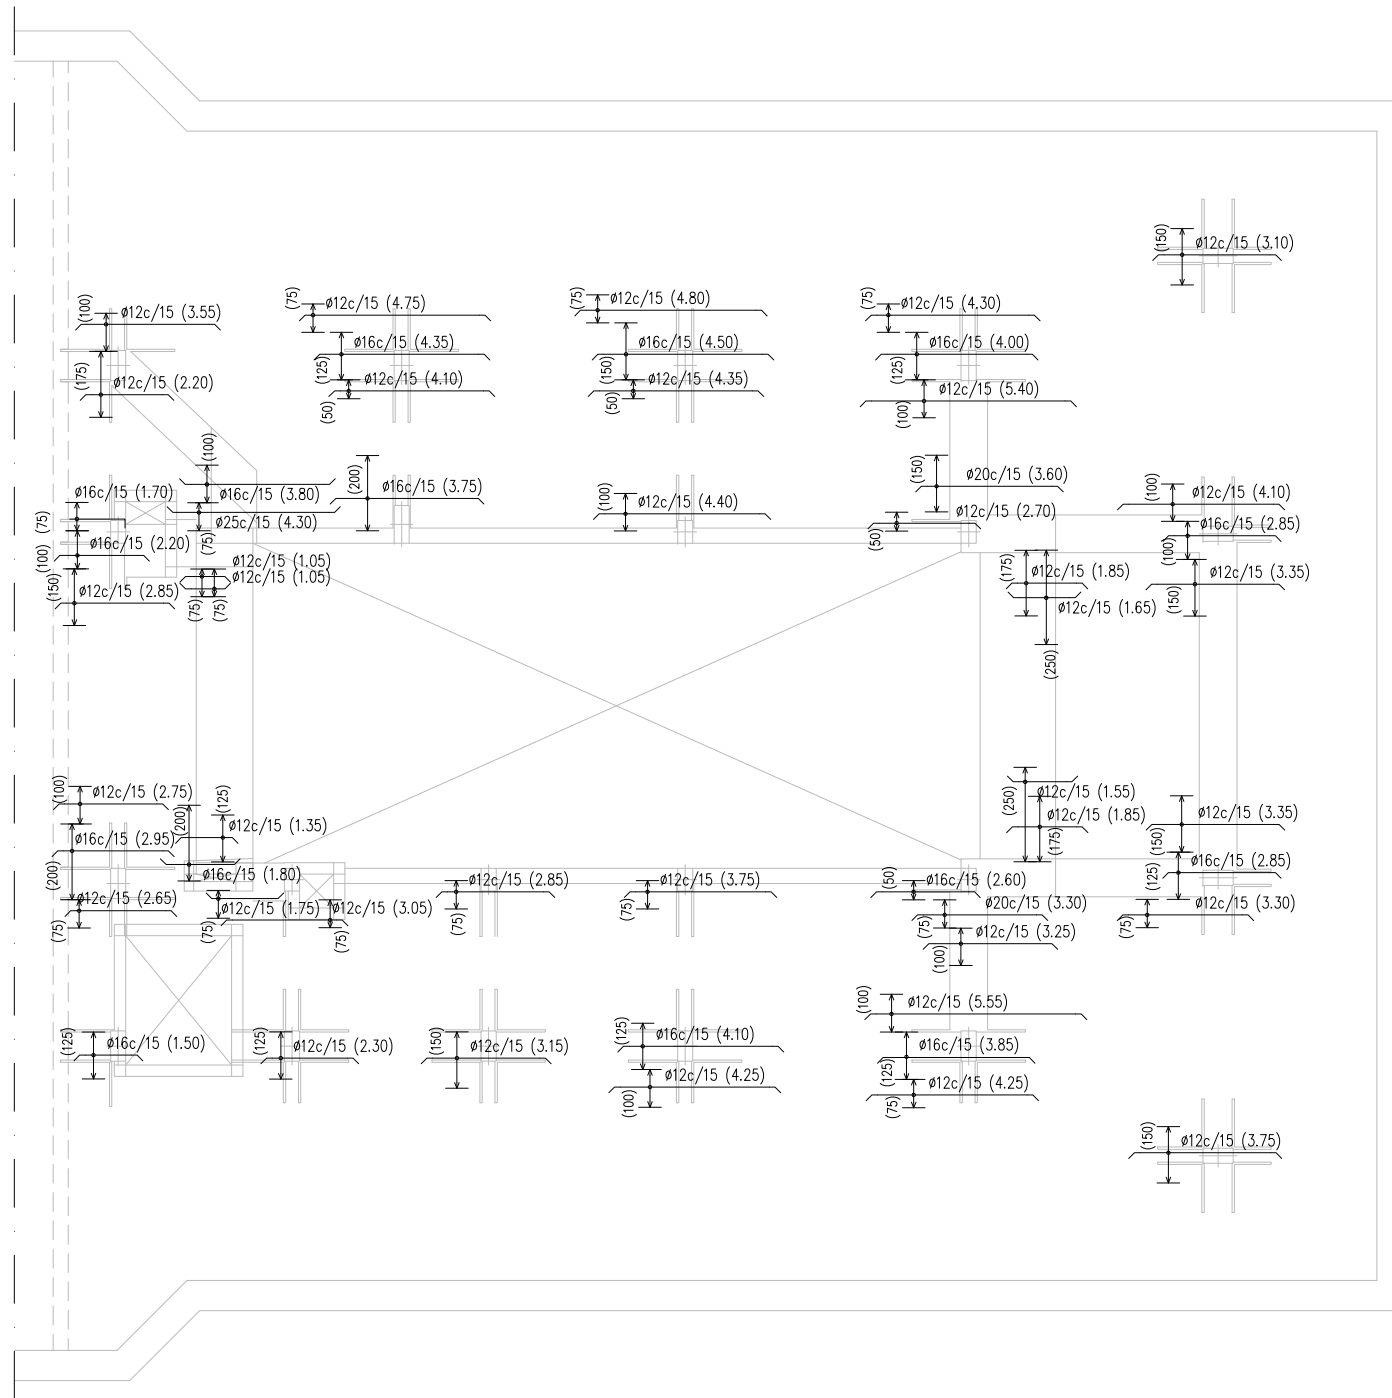 (150)
ø12c/15 (3.10)
(100)
ø12c/15 (3.55)
(75)
ø12c/15 (4.75)
(75)
ø12c/15 (4.80)
(75)
ø12c/15 (4.30)
(125)
ø16c/15 (4.35)
(150)
ø16c/15 (4.50)
(125)
ø16c/15 (4.00)
(175)
ø12c/15 (2.20)
(50)
ø12c/15 (4.10)
(50)
ø12c/15 (4.35)
(100)
ø12c/15 (5.40)
(100)
ø16c/15 (3.80)
(200)
ø16c/15 (3.75)
(100)
ø12c/15 (4.40)
(150)
ø20c/15 (3.60)
(100)
ø12c/15 (4.10)
(75)
ø16c/15 (1.70)
(75)
ø25c/15 (4.30)
(50)
ø12c/15 (2.70)
(100)
ø16c/15 (2.85)
(100)
ø16c/15 (2.20)
ø12c/15 (1.05)
ø12c/15 (1.05)
(75)
(75)
(150)
ø12c/15 (2.85)
(175)
ø12c/15 (1.85)
ø12c/15 (1.65)
(250)
(150)
ø12c/15 (3.35)
(100)
ø12c/15 (2.75)
(200)
(125)
ø12c/15 (1.35)
(250)
ø12c/15 (1.55)
ø12c/15 (1.85)
(175)
ø12c/15 (3.35)
(150)
ø16c/15 (2.95)
(200)
ø16c/15 (1.80)
(125)
ø16c/15 (2.85)
ø12c/15 (2.65)
(75)
ø12c/15 (1.75)
(75)
ø12c/15 (3.05)
(75)
ø12c/15 (2.85)
(75)
ø12c/15 (3.75)
(75)
(50)
ø16c/15 (2.60)
ø20c/15 (3.30)
(75)
ø12c/15 (3.30)
(75)
ø12c/15 (3.25)
(100)
(100)
ø12c/15 (5.55)
(125)
ø16c/15 (1.50)
(125)
ø12c/15 (2.30)
(150)
ø12c/15 (3.15)
(125)
ø16c/15 (4.10)
ø16c/15 (3.85)
(125)
ø12c/15 (4.25)
(100)
ø12c/15 (4.25)
(75)
(150)
ø12c/15 (3.75)